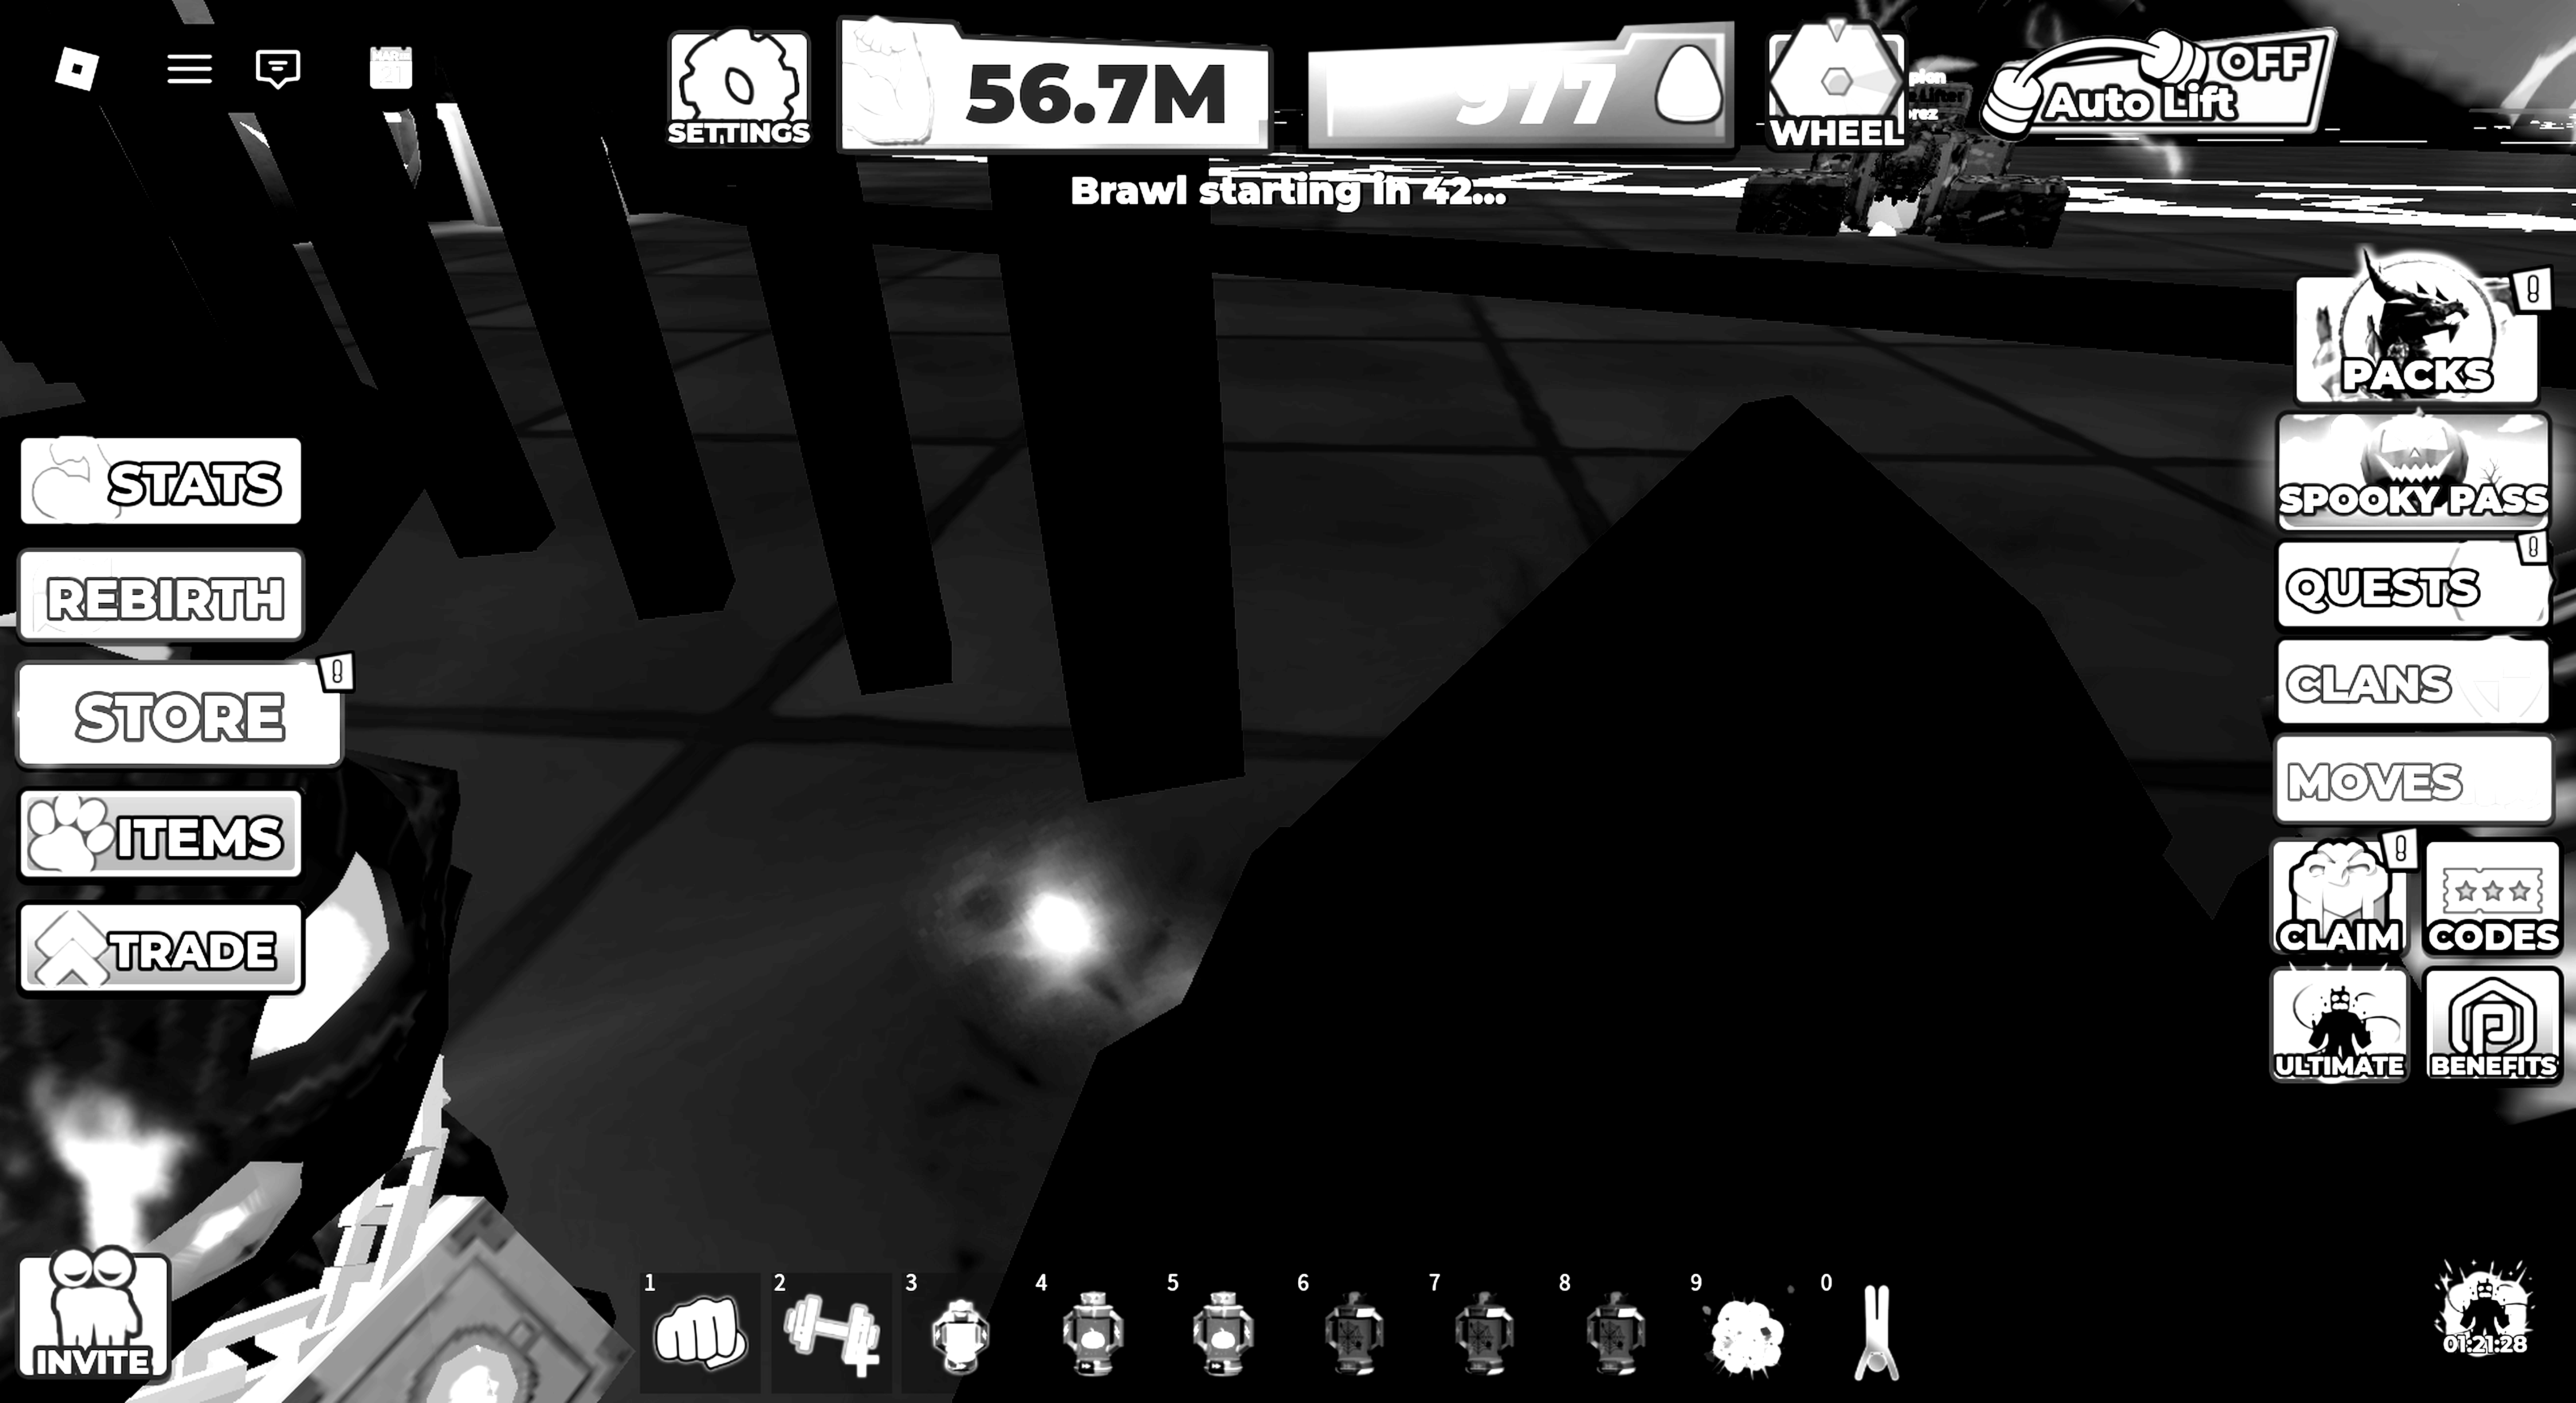 SETTINGS
56.7M
977
WHEEL
OFF
Auto Lift
Brawl starting in 42...
PACKS
SPOOKY PASS
QUESTS
CLANS
MOVES
CLAIM
CODES
ULTIMATE
BENEFITS
STATS
REBIRTH
STORE
ITEMS
TRADE
INVITE
1
2
3
4
5
6
7
8
9
0
01:21:28